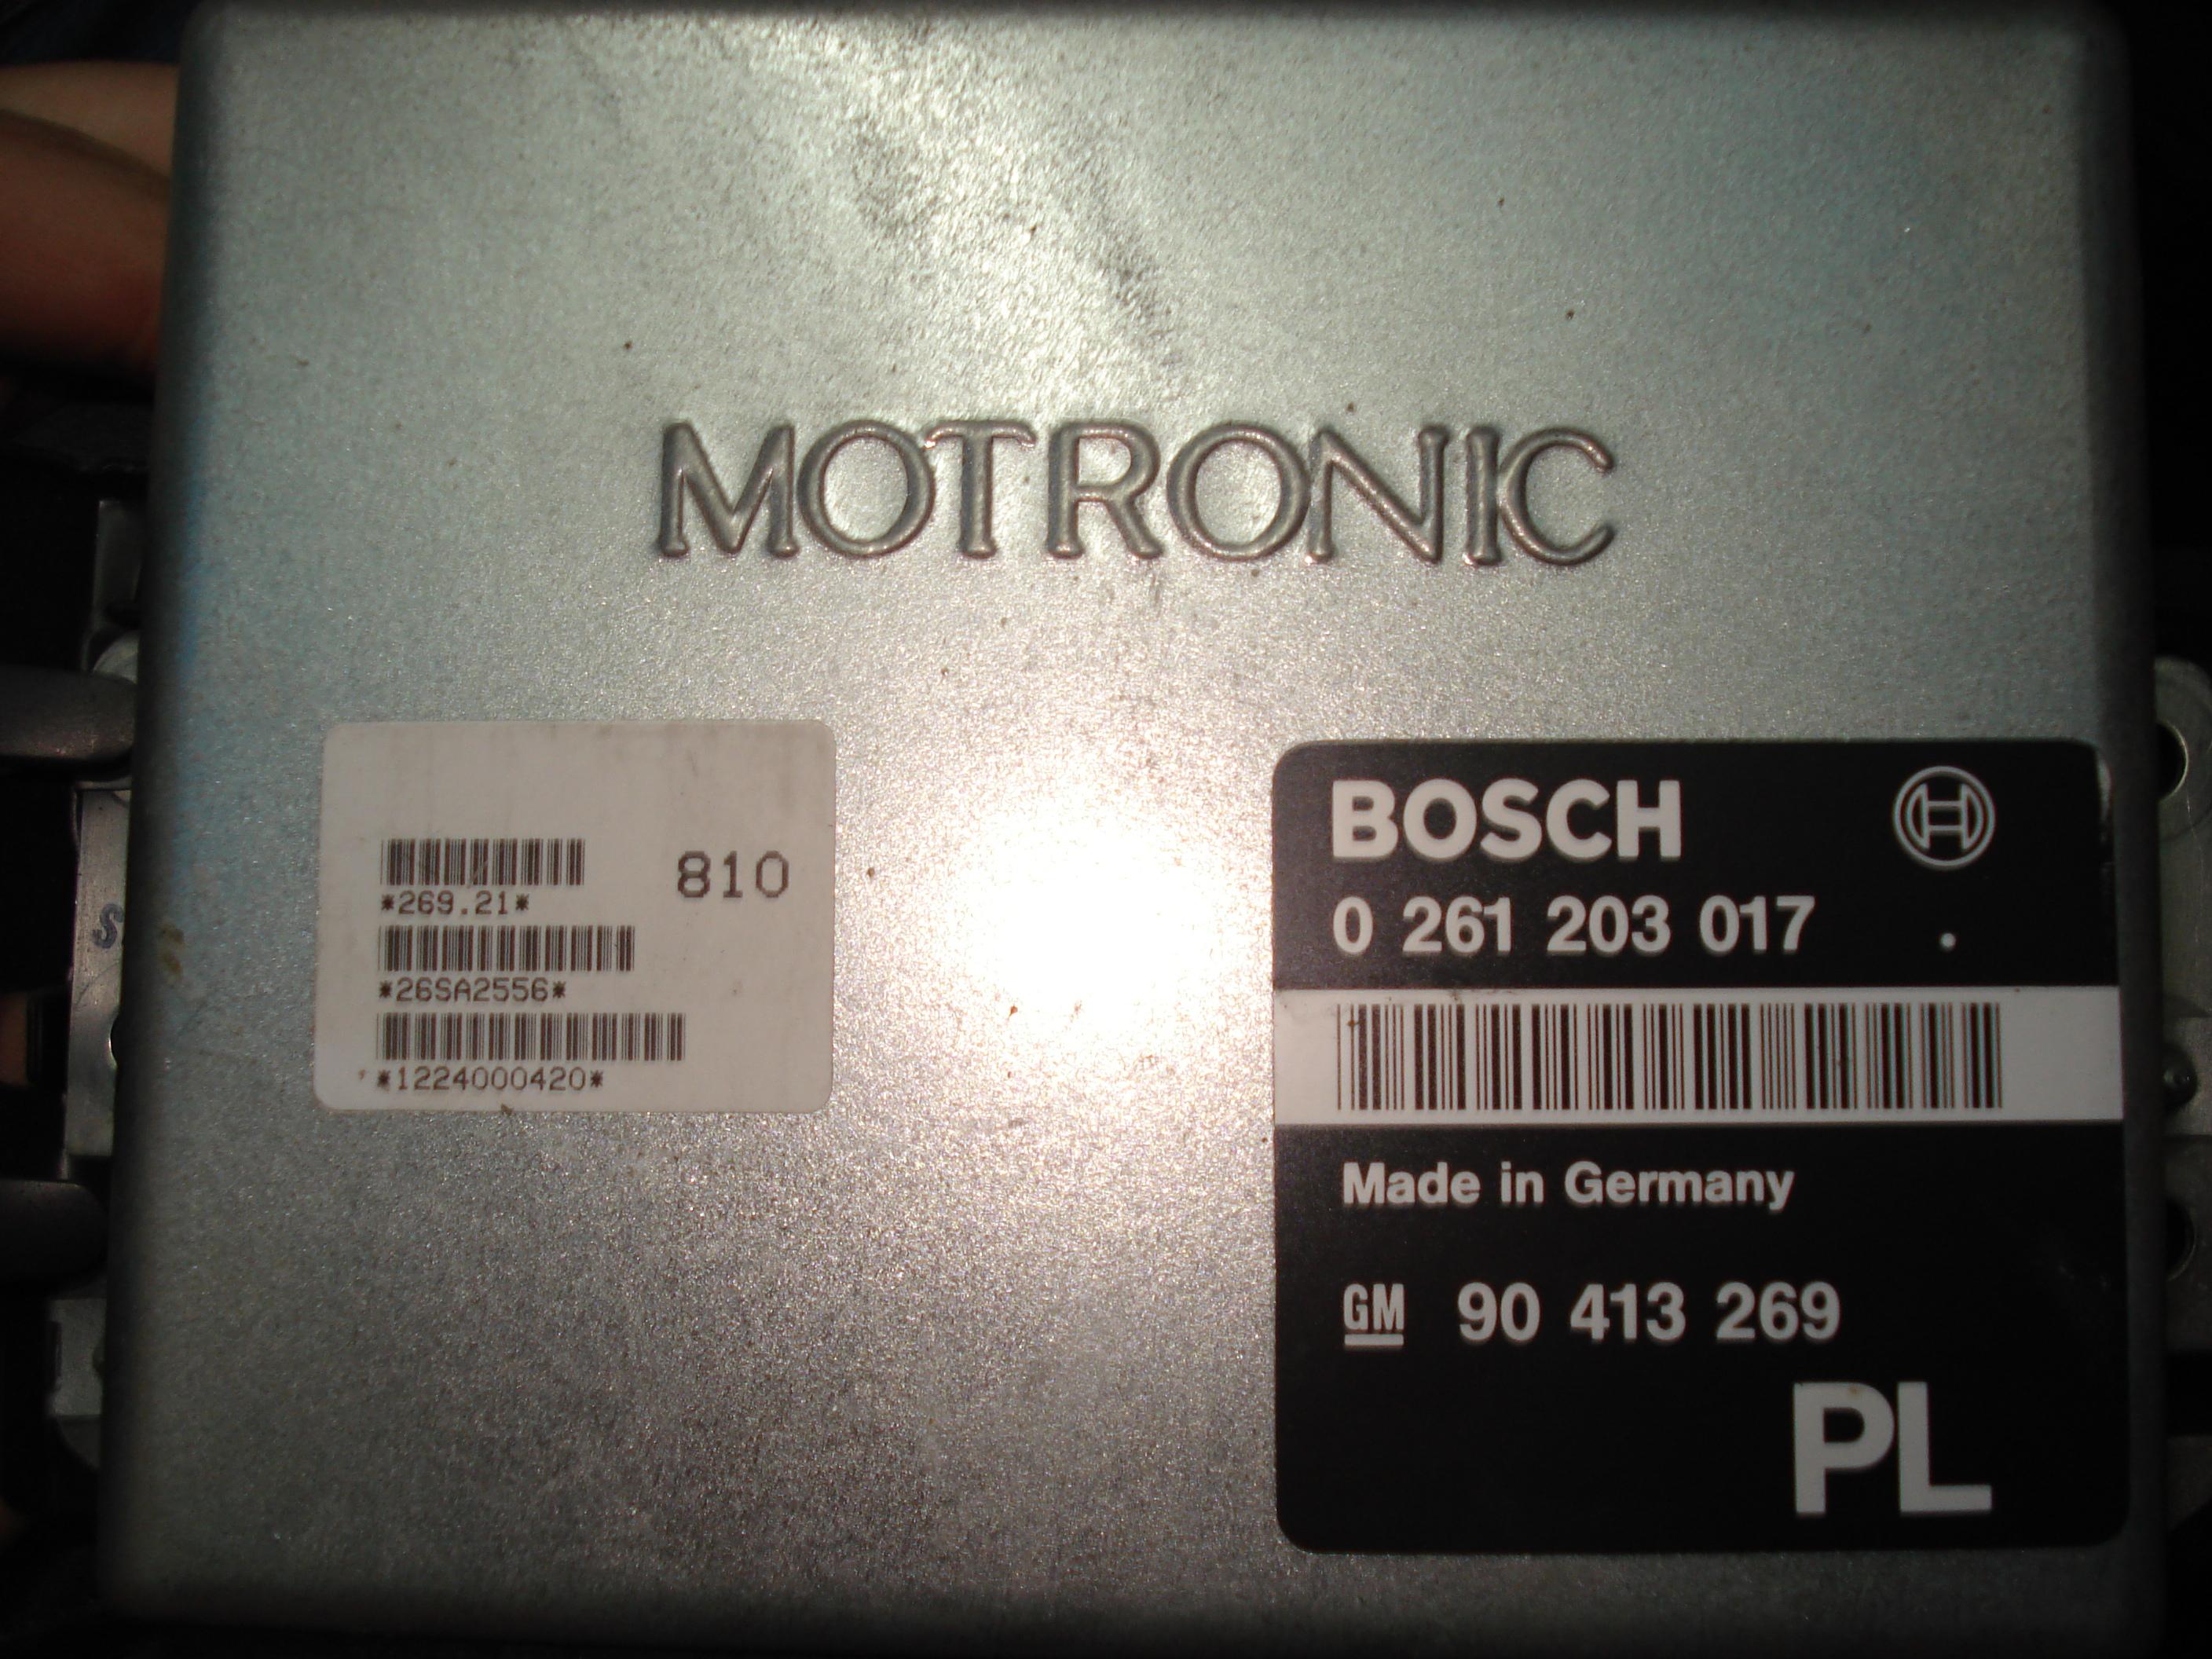 MOTRONIC
810
*269.21*
*26SA2556*
*1224000420*
BOSCH
0 261 203 017 .
Made in Germany
GM 90 413 269
PL
S